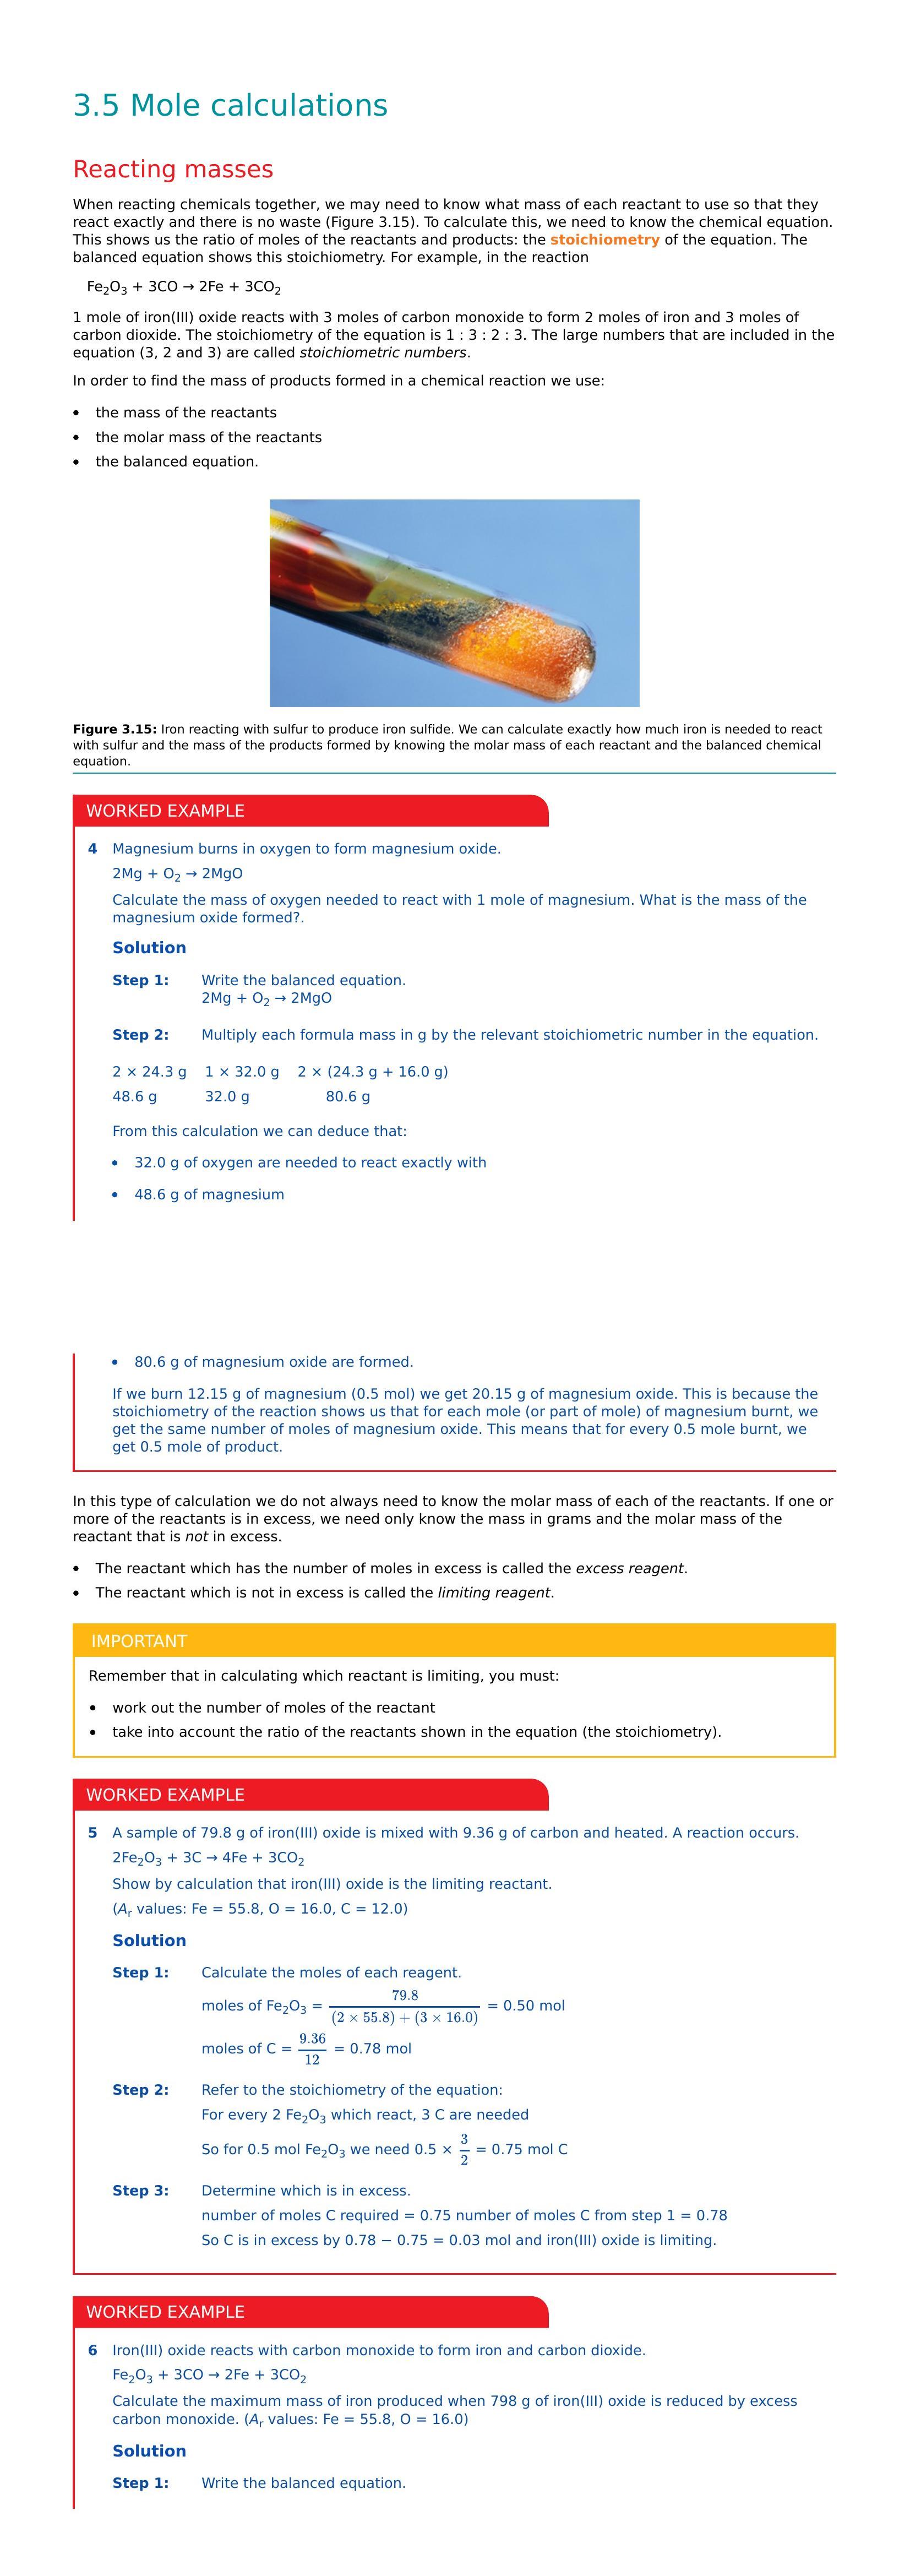 3.5 Mole calculations
Reacting masses
When reacting chemicals together, we may need to know what mass of each reactant to use so that they
react exactly and there is no waste (Figure 3.15). To calculate this, we need to know the chemical equation.
This shows us the ratio of moles of the reactants and products: the stoichiometry of the equation. The
balanced equation shows this stoichiometry. For example, in the reaction
Fe₂O₃ + 3CO → 2Fe + 3CO₂
1 mole of iron(III) oxide reacts with 3 moles of carbon monoxide to form 2 moles of iron and 3 moles of
carbon dioxide. The stoichiometry of the equation is 1 : 3 : 2 : 3. The large numbers that are included in the
equation (3, 2 and 3) are called stoichiometric numbers.
In order to find the mass of products formed in a chemical reaction we use:
• the mass of the reactants
• the molar mass of the reactants
• the balanced equation.
Figure 3.15: Iron reacting with sulfur to produce iron sulfide. We can calculate exactly how much iron is needed to react
with sulfur and the mass of the products formed by knowing the molar mass of each reactant and the balanced chemical
equation.
WORKED EXAMPLE
4 Magnesium burns in oxygen to form magnesium oxide.
2Mg + O₂ → 2MgO
Calculate the mass of oxygen needed to react with 1 mole of magnesium. What is the mass of the
magnesium oxide formed?.
Solution
Step 1: Write the balanced equation.
2Mg + O₂ → 2MgO
Step 2: Multiply each formula mass in g by the relevant stoichiometric number in the equation.
2 × 24.3 g 1 × 32.0 g 2 × (24.3 g + 16.0 g)
48.6 g 32.0 g 80.6 g
From this calculation we can deduce that:
• 32.0 g of oxygen are needed to react exactly with
• 48.6 g of magnesium
• 80.6 g of magnesium oxide are formed.
If we burn 12.15 g of magnesium (0.5 mol) we get 20.15 g of magnesium oxide. This is because the
stoichiometry of the reaction shows us that for each mole (or part of mole) of magnesium burnt, we
get the same number of moles of magnesium oxide. This means that for every 0.5 mole burnt, we
get 0.5 mole of product.
In this type of calculation we do not always need to know the molar mass of each of the reactants. If one or
more of the reactants is in excess, we need only know the mass in grams and the molar mass of the
reactant that is not in excess.
• The reactant which has the number of moles in excess is called the excess reagent.
• The reactant which is not in excess is called the limiting reagent.
IMPORTANT
Remember that in calculating which reactant is limiting, you must:
• work out the number of moles of the reactant
• take into account the ratio of the reactants shown in the equation (the stoichiometry).
WORKED EXAMPLE
5 A sample of 79.8 g of iron(III) oxide is mixed with 9.36 g of carbon and heated. A reaction occurs.
2Fe₂O₃ + 3C → 4Fe + 3CO₂
Show by calculation that iron(III) oxide is the limiting reactant.
(Aᵣ values: Fe = 55.8, O = 16.0, C = 12.0)
Solution
Step 1: Calculate the moles of each reagent.
moles of Fe₂O₃ = 79.8 / ((2 × 55.8) + (3 × 16.0)) = 0.50 mol
moles of C = 9.36 / 12 = 0.78 mol
Step 2: Refer to the stoichiometry of the equation:
For every 2 Fe₂O₃ which react, 3 C are needed
So for 0.5 mol Fe₂O₃ we need 0.5 × 3/2 = 0.75 mol C
Step 3: Determine which is in excess.
number of moles C required = 0.75 number of moles C from step 1 = 0.78
So C is in excess by 0.78 − 0.75 = 0.03 mol and iron(III) oxide is limiting.
WORKED EXAMPLE
6 Iron(III) oxide reacts with carbon monoxide to form iron and carbon dioxide.
Fe₂O₃ + 3CO → 2Fe + 3CO₂
Calculate the maximum mass of iron produced when 798 g of iron(III) oxide is reduced by excess
carbon monoxide. (Aᵣ values: Fe = 55.8, O = 16.0)
Solution
Step 1: Write the balanced equation.